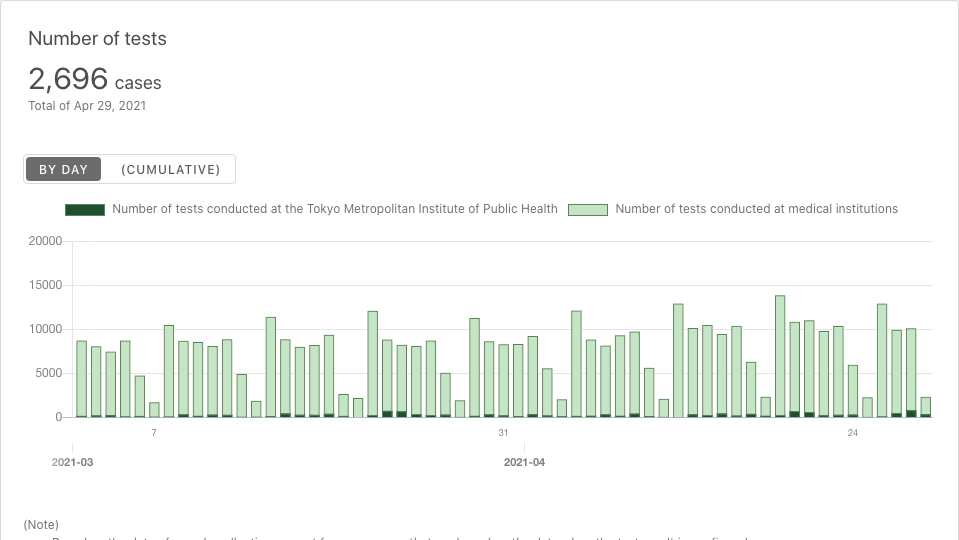 Number of tests
2,696 cases
Total of Apr 29, 2021
BY DAY (CUMULATIVE)
Number of tests conducted at the Tokyo Metropolitan Institute of Public Health Number of tests conducted at medical institutions
20000
15000
10000
5000
0
7 31 24
2021-03 2021-04
(Note)